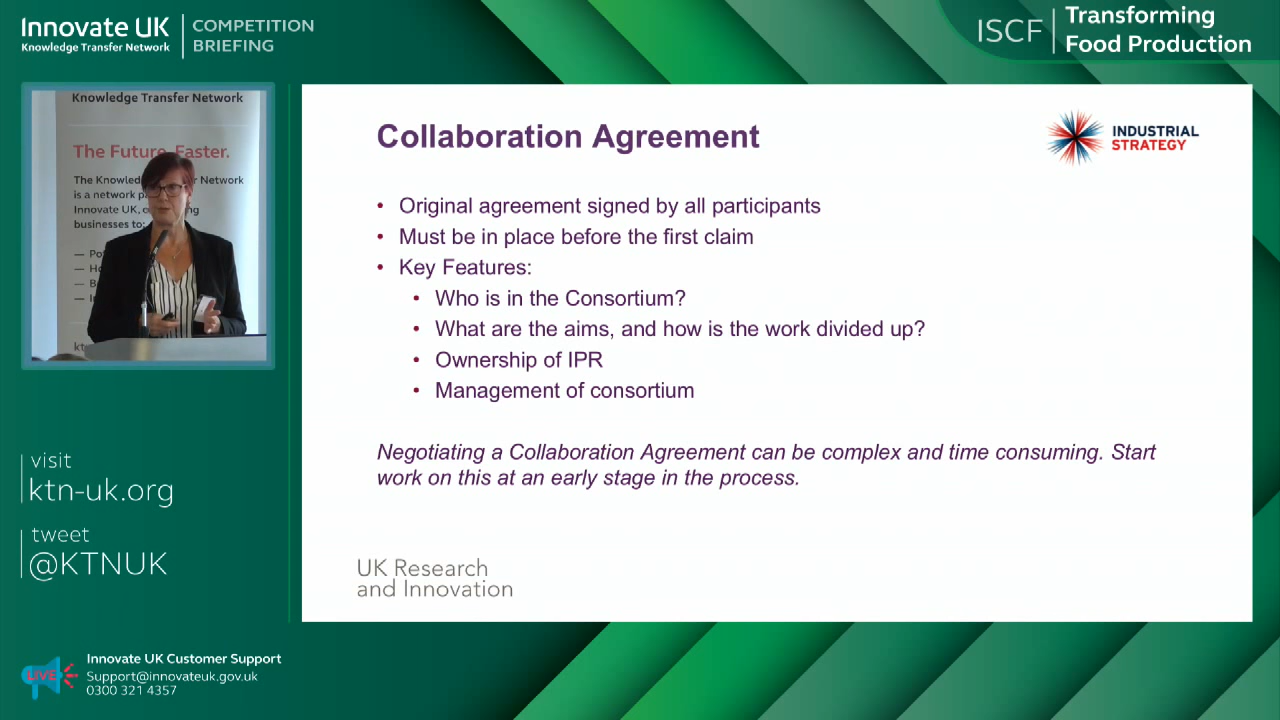 Innovate UK
Knowledge Transfer Network
COMPETITION
BRIEFING
ISCF
Transforming
Food Production
Knowledge Transfer Network
The Future Faster.
The Knowled er Network
is a network p
Innovate UK, c ng
businesses to:
— Po
— H
— B
— I
kt
Collaboration Agreement
INDUSTRIAL
STRATEGY
• Original agreement signed by all participants
• Must be in place before the first claim
• Key Features:
• Who is in the Consortium?
• What are the aims, and how is the work divided up?
• Ownership of IPR
• Management of consortium
Negotiating a Collaboration Agreement can be complex and time consuming. Start
work on this at an early stage in the process.
UK Research
and Innovation
visit
ktn-uk.org
tweet
@KTNUK
LIVE
Innovate UK Customer Support
Support@innovateuk.gov.uk
0300 321 4357